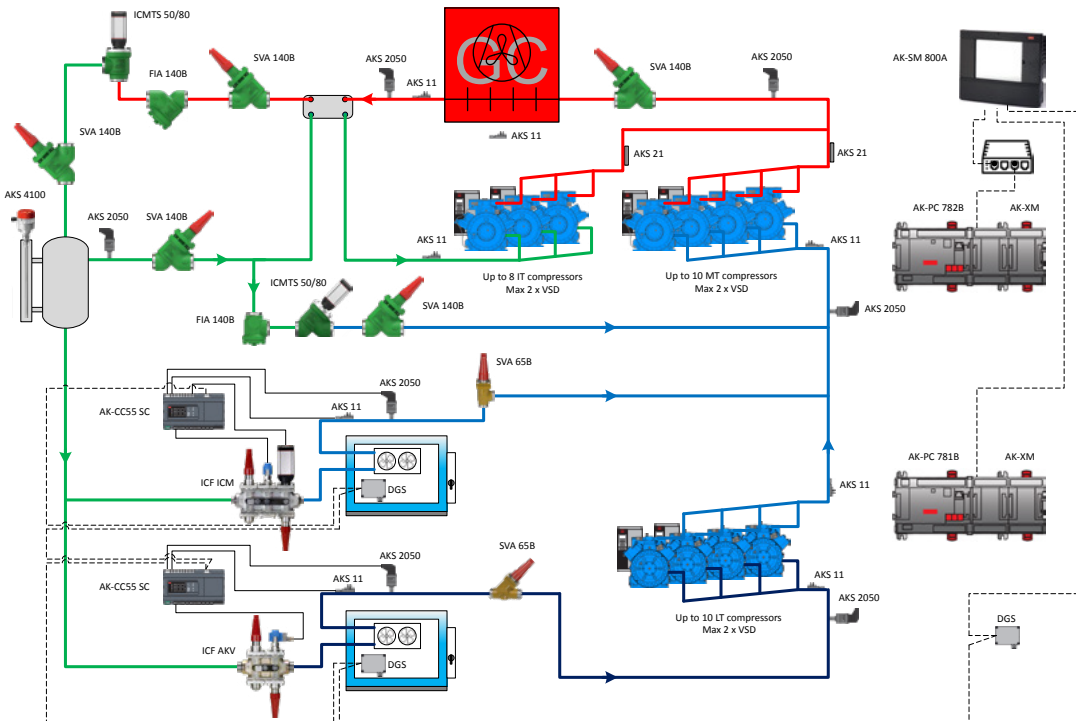 ICMTS 50/80
FIA 140B
SVA 140B
AKS 2050
AKS 11
GC
SVA 140B
AKS 2050
AK-SM 800A
SVA 140B
AKS 11
AKS 21
AKS 21
AKS 4100
AKS 2050
SVA 140B
AK-PC 782B
AK-XM
AKS 11
AKS 11
Up to 8 IT compressors
Max 2 x VSD
Up to 10 MT compressors
Max 2 x VSD
ICMTS 50/80
SVA 140B
FIA 140B
AKS 2050
SVA 65B
AKS 2050
AK-CC55 SC
AKS 11
AK-PC 781B
AK-XM
ICF ICM
DGS
AKS 11
AKS 2050
SVA 65B
AK-CC55 SC
AKS 11
AKS 11
AKS 2050
Up to 10 LT compressors
Max 2 x VSD
DGS
ICF AKV
DGS